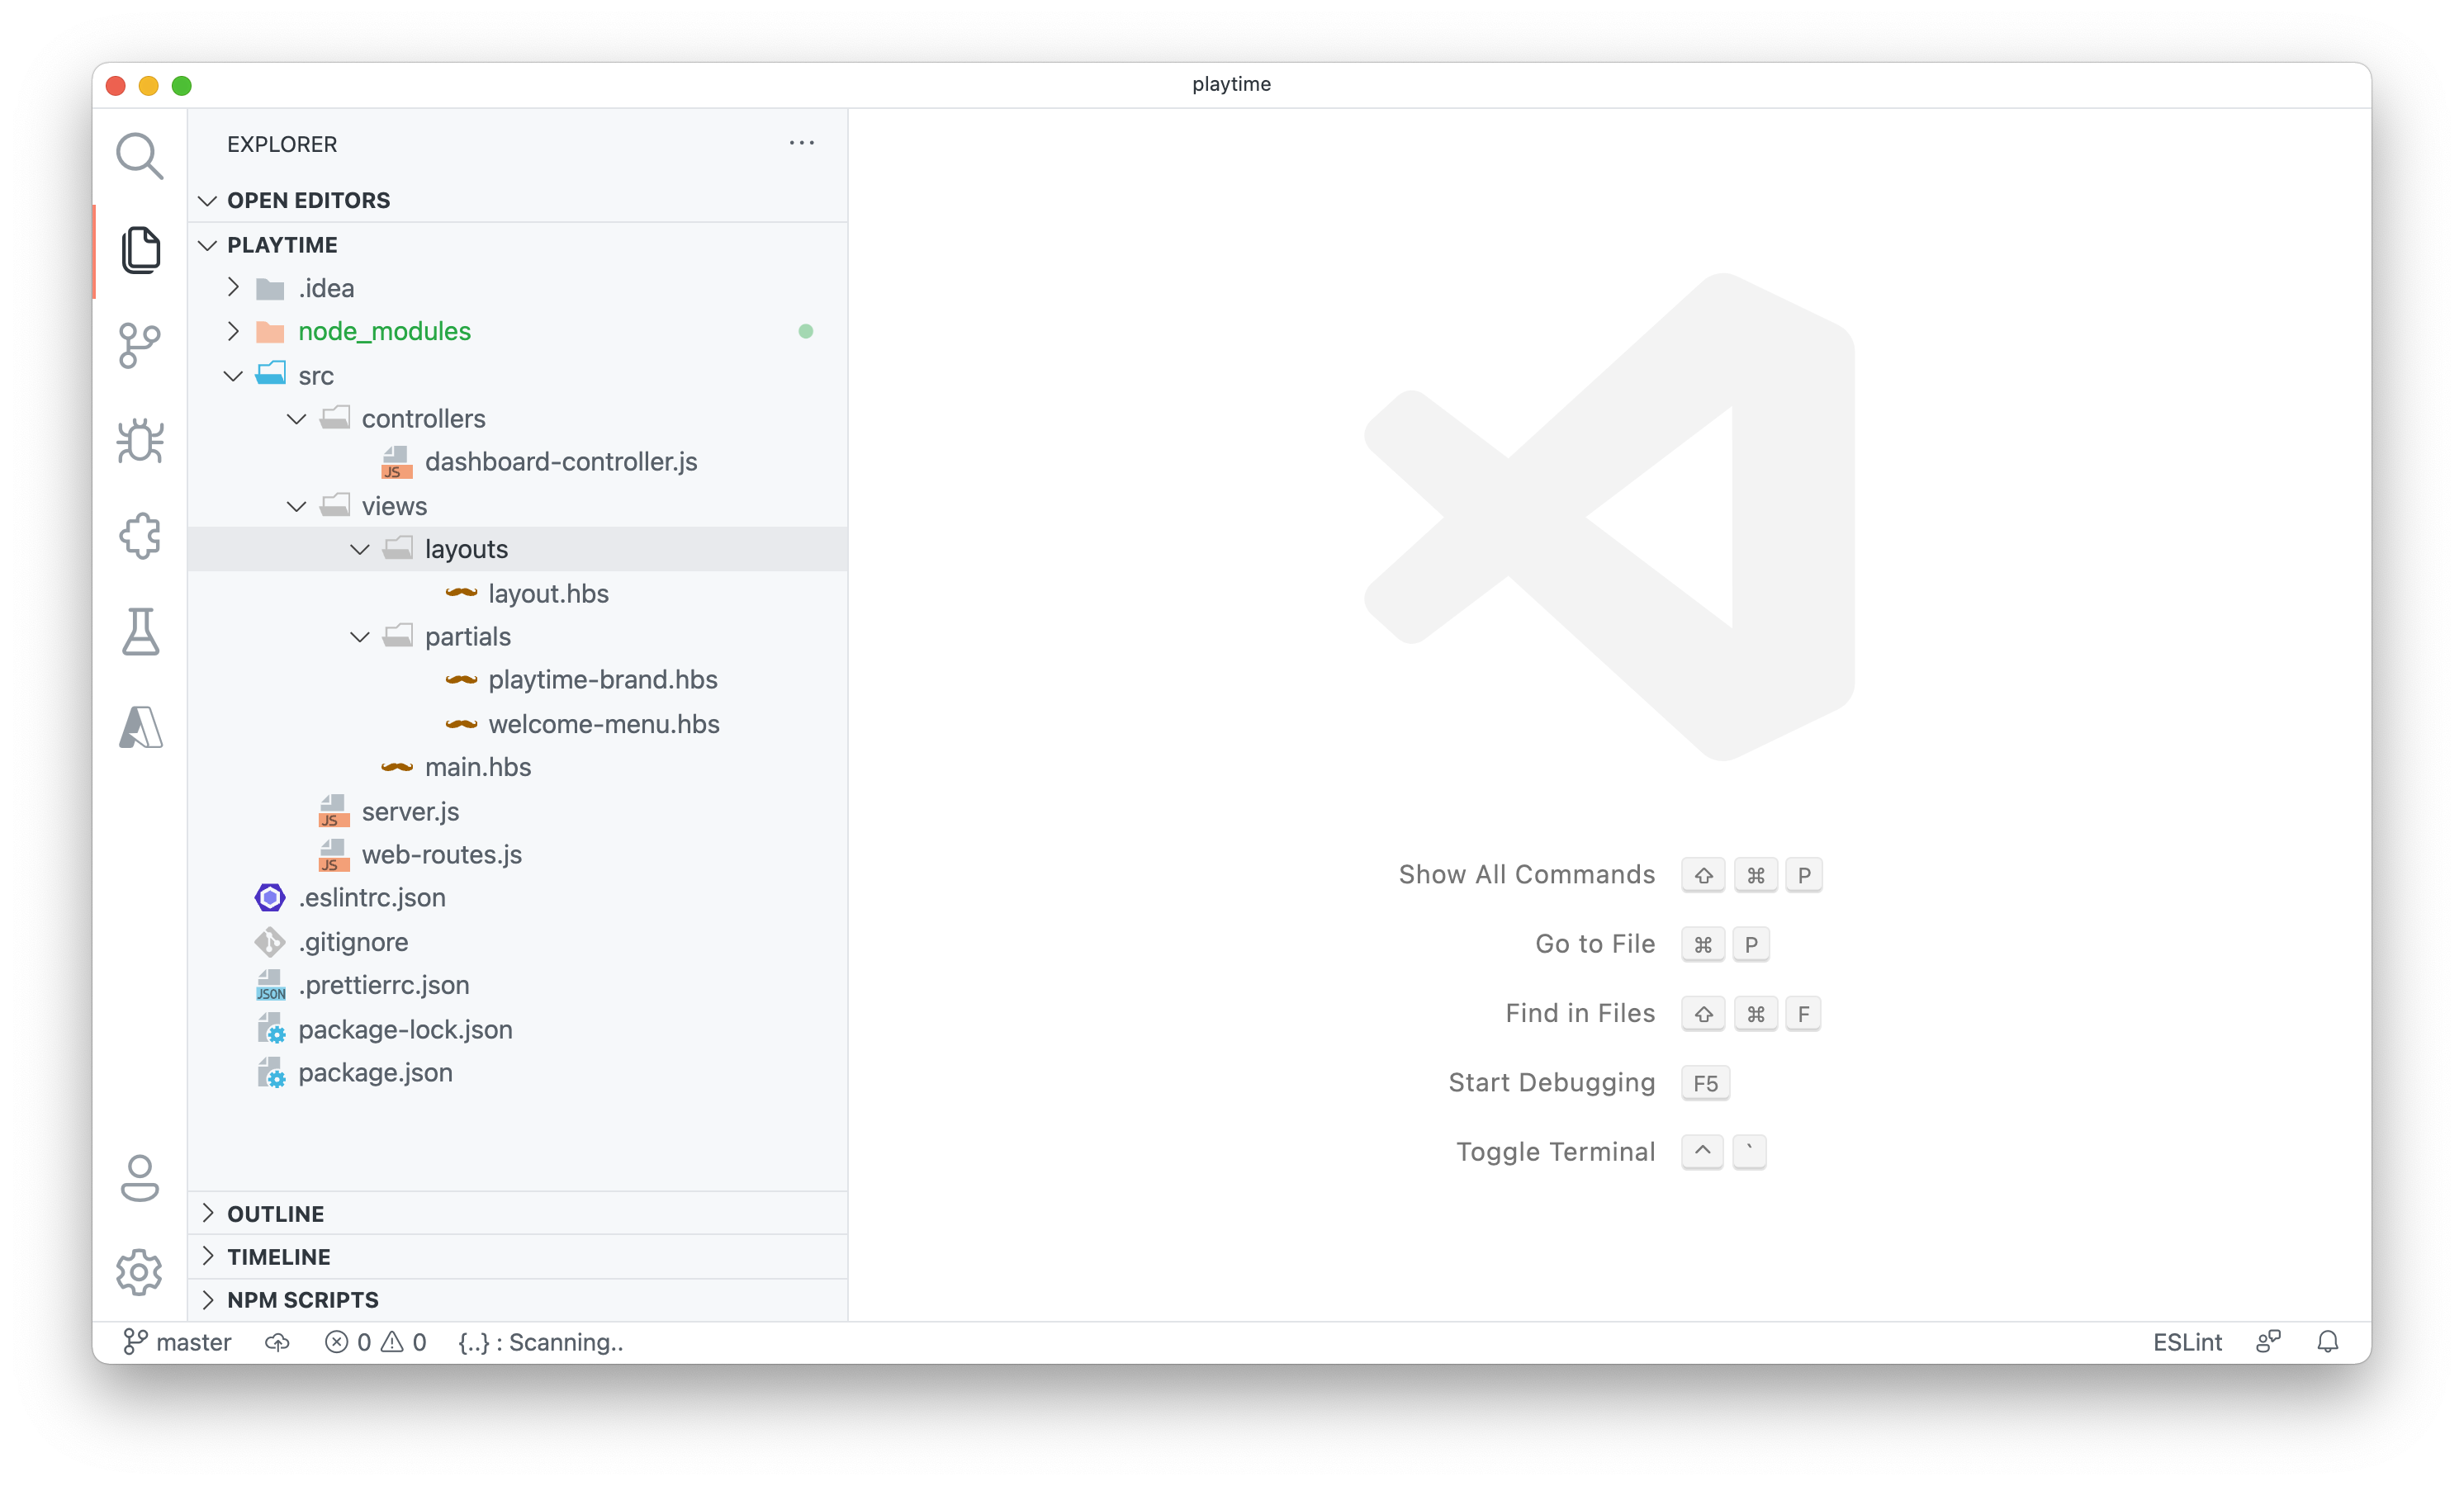 playtime
EXPLORER
OPEN EDITORS
PLAYTIME
.idea
node_modules
src
controllers
JS dashboard-controller.js
views
layouts
layout.hbs
partials
playtime-brand.hbs
welcome-menu.hbs
main.hbs
JS server.js
JS web-routes.js
.eslintrc.json
.gitignore
JSON .prettierrc.json
package-lock.json
package.json
OUTLINE
TIMELINE
NPM SCRIPTS
Show All Commands ⇧ ⌘ P
Go to File ⌘ P
Find in Files ⇧ ⌘ F
Start Debugging F5
Toggle Terminal ^ `
master 0 0 {..} : Scanning.. ESLint